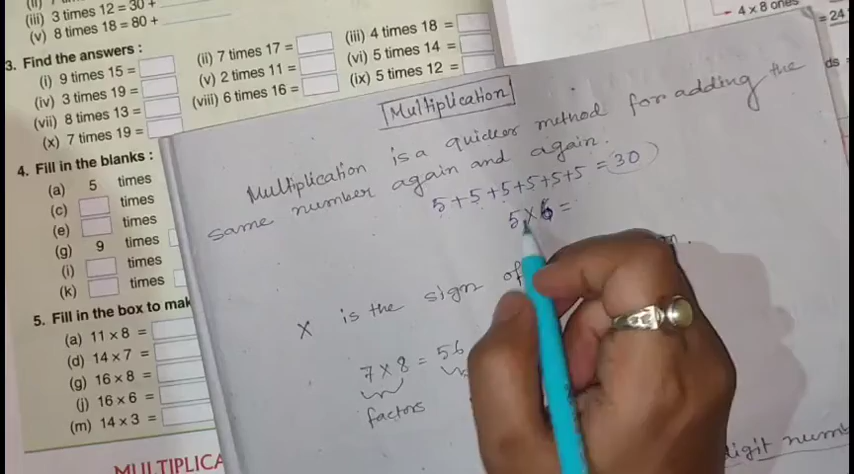 (iii) 3 times 12 = 30 +
(v) 8 times 18 = 80 +
4 × 8 ones
= 24
3. Find the answers :
(i) 9 times 15 =
(ii) 7 times 17 =
(iii) 4 times 18 =
(iv) 3 times 19 =
(v) 2 times 11 =
(vi) 5 times 14 =
(vii) 8 times 13 =
(viii) 6 times 16 =
(ix) 5 times 12 =
(x) 7 times 19 =
4. Fill in the blanks :
(a) 5 times
(c) times
(e) times
(g) 9 times
(i) times
(k) times
5. Fill in the box to mak
(a) 11 × 8 =
(d) 14 × 7 =
(g) 16 × 8 =
(j) 16 × 6 =
(m) 14 × 3 =
MULTIPLICA
Multiplication
Multiplication is a quicker method for adding the
same number again and again.
5 + 5 + 5 + 5 + 5 + 5 = 30
5 × 6 =
X is the sign of
7 × 8 = 56
factors
digit numb